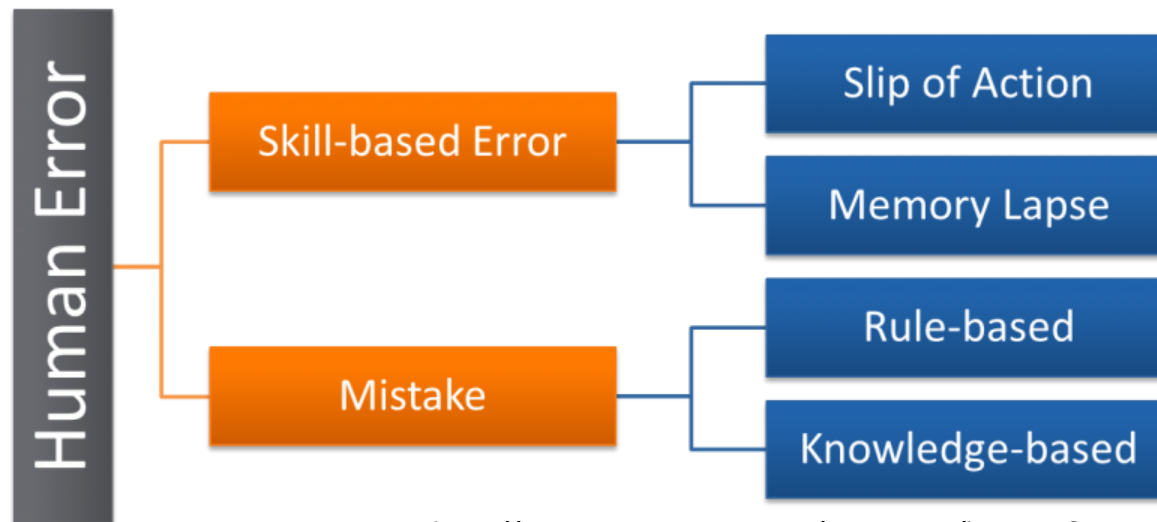 Human Error
Skill-based Error
Slip of Action
Memory Lapse
Mistake
Rule-based
Knowledge-based